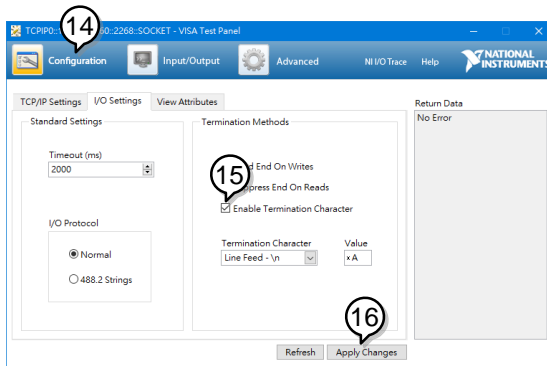 TCPIP0:: 60::2268::SOCKET - VISA Test Panel
14
Configuration Input/Output Advanced NI I/O Trace Help NATIONAL INSTRUMENTS
TCP/IP Settings I/O Settings View Attributes
Return Data
No Error
Standard Settings
Timeout (ms)
2000
I/O Protocol
Normal
488.2 Strings
Termination Methods
End On Writes
15
ppress End On Reads
Enable Termination Character
Termination Character Value
Line Feed - \n xA
16
Refresh Apply Changes